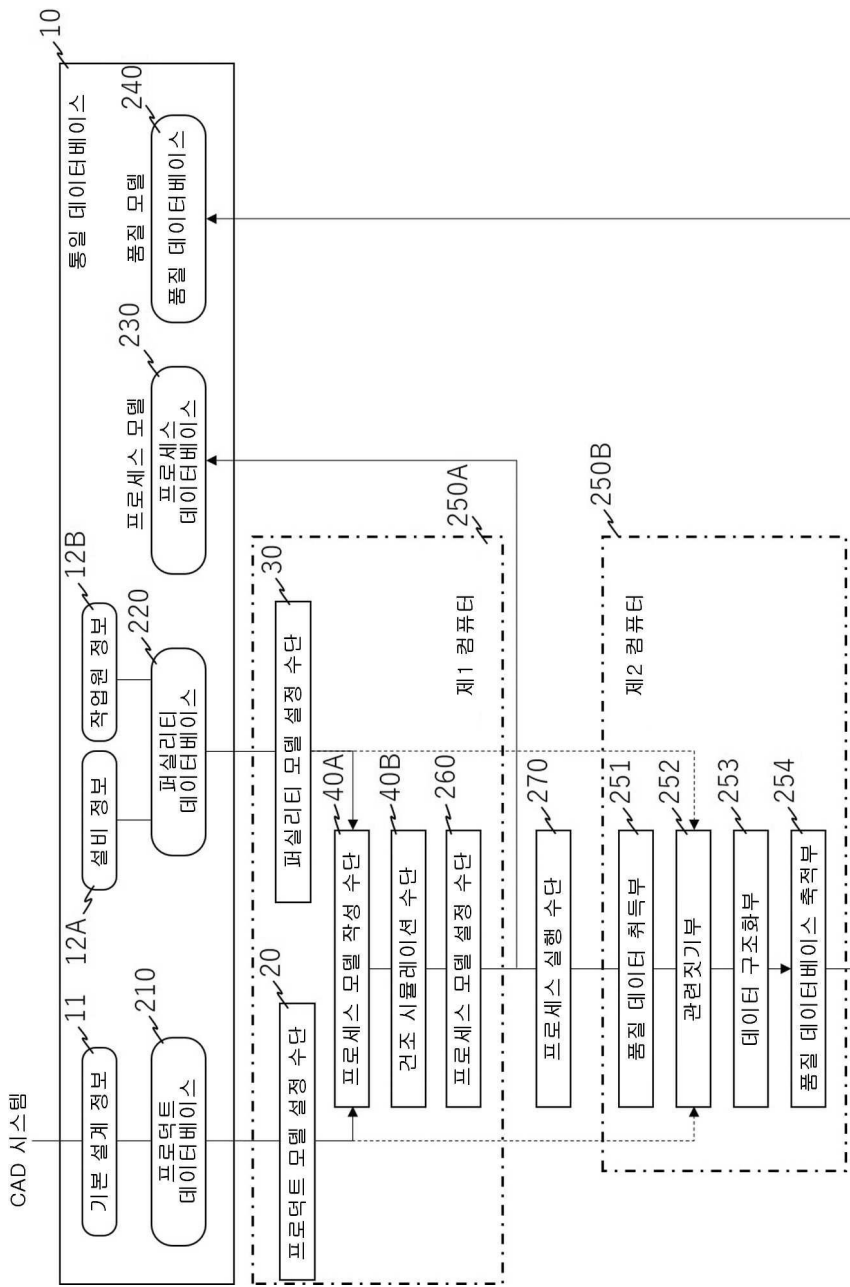 CAD 시스템
10
통일 데이터베이스
11
기본 설계 정보
12A
설비 정보
12B
작업원 정보
210
프로덕트
데이터베이스
220
퍼실리티
데이터베이스
프로세스 모델
230
프로세스
데이터베이스
품질 모델
240
품질 데이터베이스
20
프로덕트 모델 설정 수단
30
퍼실리티 모델 설정 수단
250A
제1 컴퓨터
40A
프로세스 모델 작성 수단
40B
건조 시뮬레이션 수단
260
프로세스 모델 설정 수단
270
프로세스 실행 수단
250B
제2 컴퓨터
251
품질 데이터 취득부
252
관련짓기부
253
데이터 구조화부
254
품질 데이터베이스 축적부